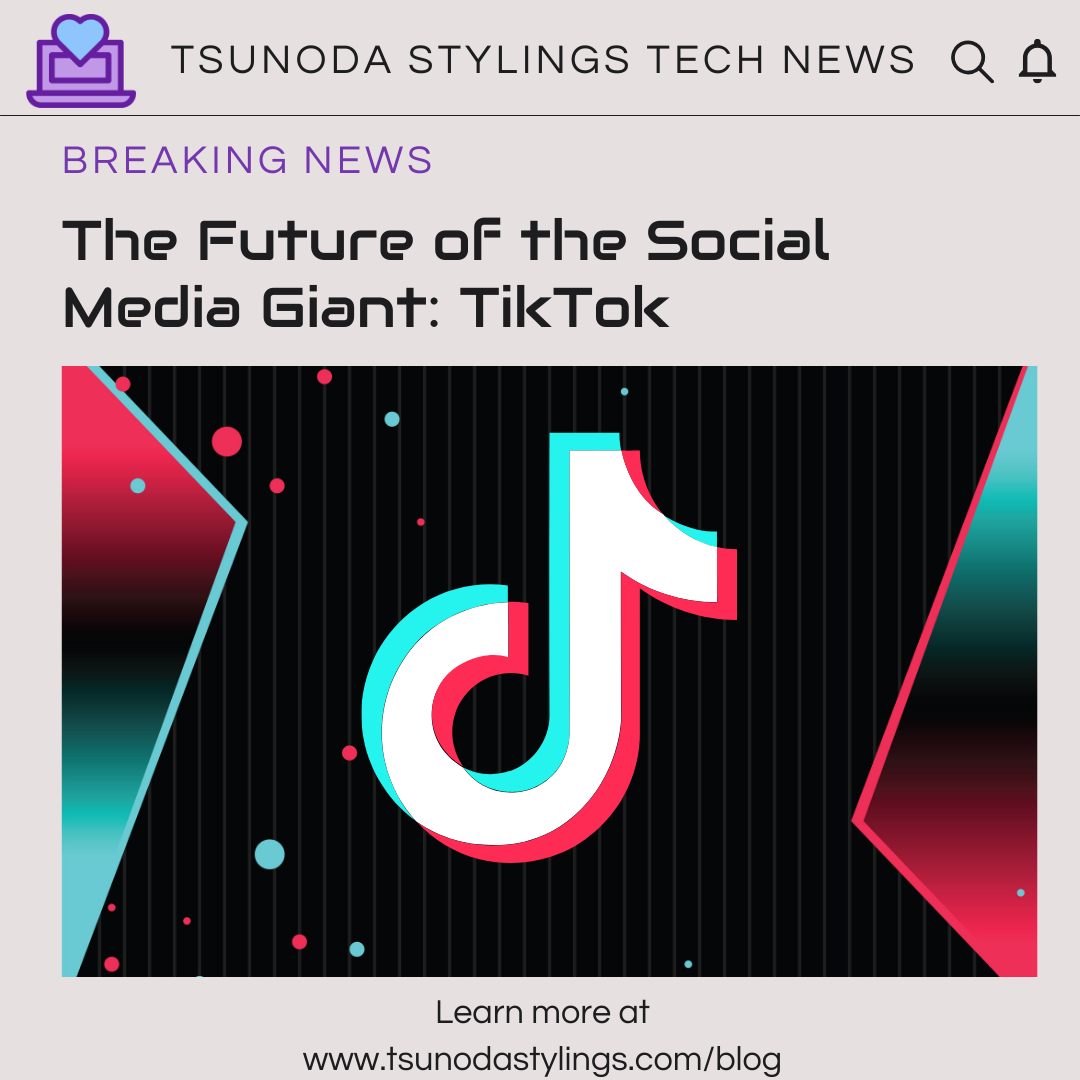 TSUNODA STYLINGS TECH NEWS
BREAKING NEWS
The Future of the Social
Media Giant: TikTok
Learn more at
www.tsunodastylings.com/blog